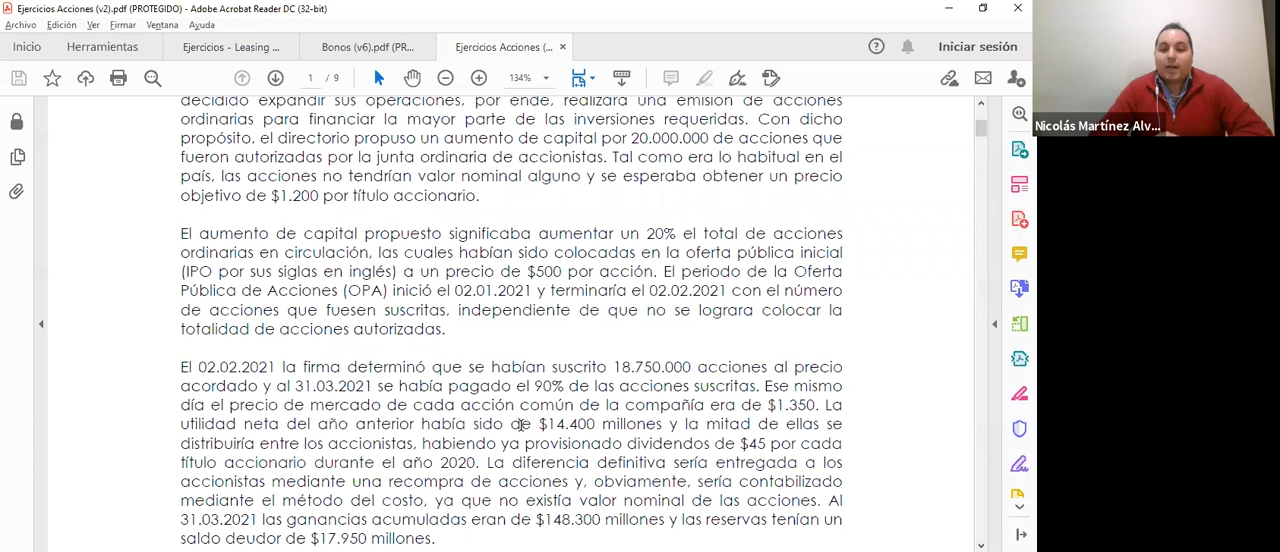 Ejercicios Acciones (v2).pdf (PROTEGIDO) - Adobe Acrobat Reader DC (32-bit)
Archivo Edición Ver Firmar Ventana Ayuda
Inicio Herramientas Ejercicios - Leasing ... Bonos (v6).pdf (PR... Ejercicios Acciones (... × Iniciar sesión
1 / 9 134%
decidido expandir sus operaciones, por ende, realizará una emisión de acciones
ordinarias para financiar la mayor parte de las inversiones requeridas. Con dicho
propósito, el directorio propuso un aumento de capital por 20.000.000 de acciones que
fueron autorizadas por la junta ordinaria de accionistas. Tal como era lo habitual en el
país, las acciones no tendrían valor nominal alguno y se esperaba obtener un precio
objetivo de $1.200 por título accionario.
El aumento de capital propuesto significaba aumentar un 20% el total de acciones
ordinarias en circulación, las cuales habían sido colocadas en la oferta pública inicial
(IPO por sus siglas en inglés) a un precio de $500 por acción. El periodo de la Oferta
Pública de Acciones (OPA) inició el 02.01.2021 y terminaría el 02.02.2021 con el número
de acciones que fuesen suscritas, independiente de que no se lograra colocar la
totalidad de acciones autorizadas.
El 02.02.2021 la firma determinó que se habían suscrito 18.750.000 acciones al precio
acordado y al 31.03.2021 se había pagado el 90% de las acciones suscritas. Ese mismo
día el precio de mercado de cada acción común de la compañía era de $1.350. La
utilidad neta del año anterior había sido de $14.400 millones y la mitad de ellas se
distribuiría entre los accionistas, habiendo ya provisionado dividendos de $45 por cada
título accionario durante el año 2020. La diferencia definitiva sería entregada a los
accionistas mediante una recompra de acciones y, obviamente, sería contabilizado
mediante el método del costo, ya que no existía valor nominal de las acciones. Al
31.03.2021 las ganancias acumuladas eran de $148.300 millones y las reservas tenían un
saldo deudor de $17.950 millones.
Nicolás Martínez Alv...